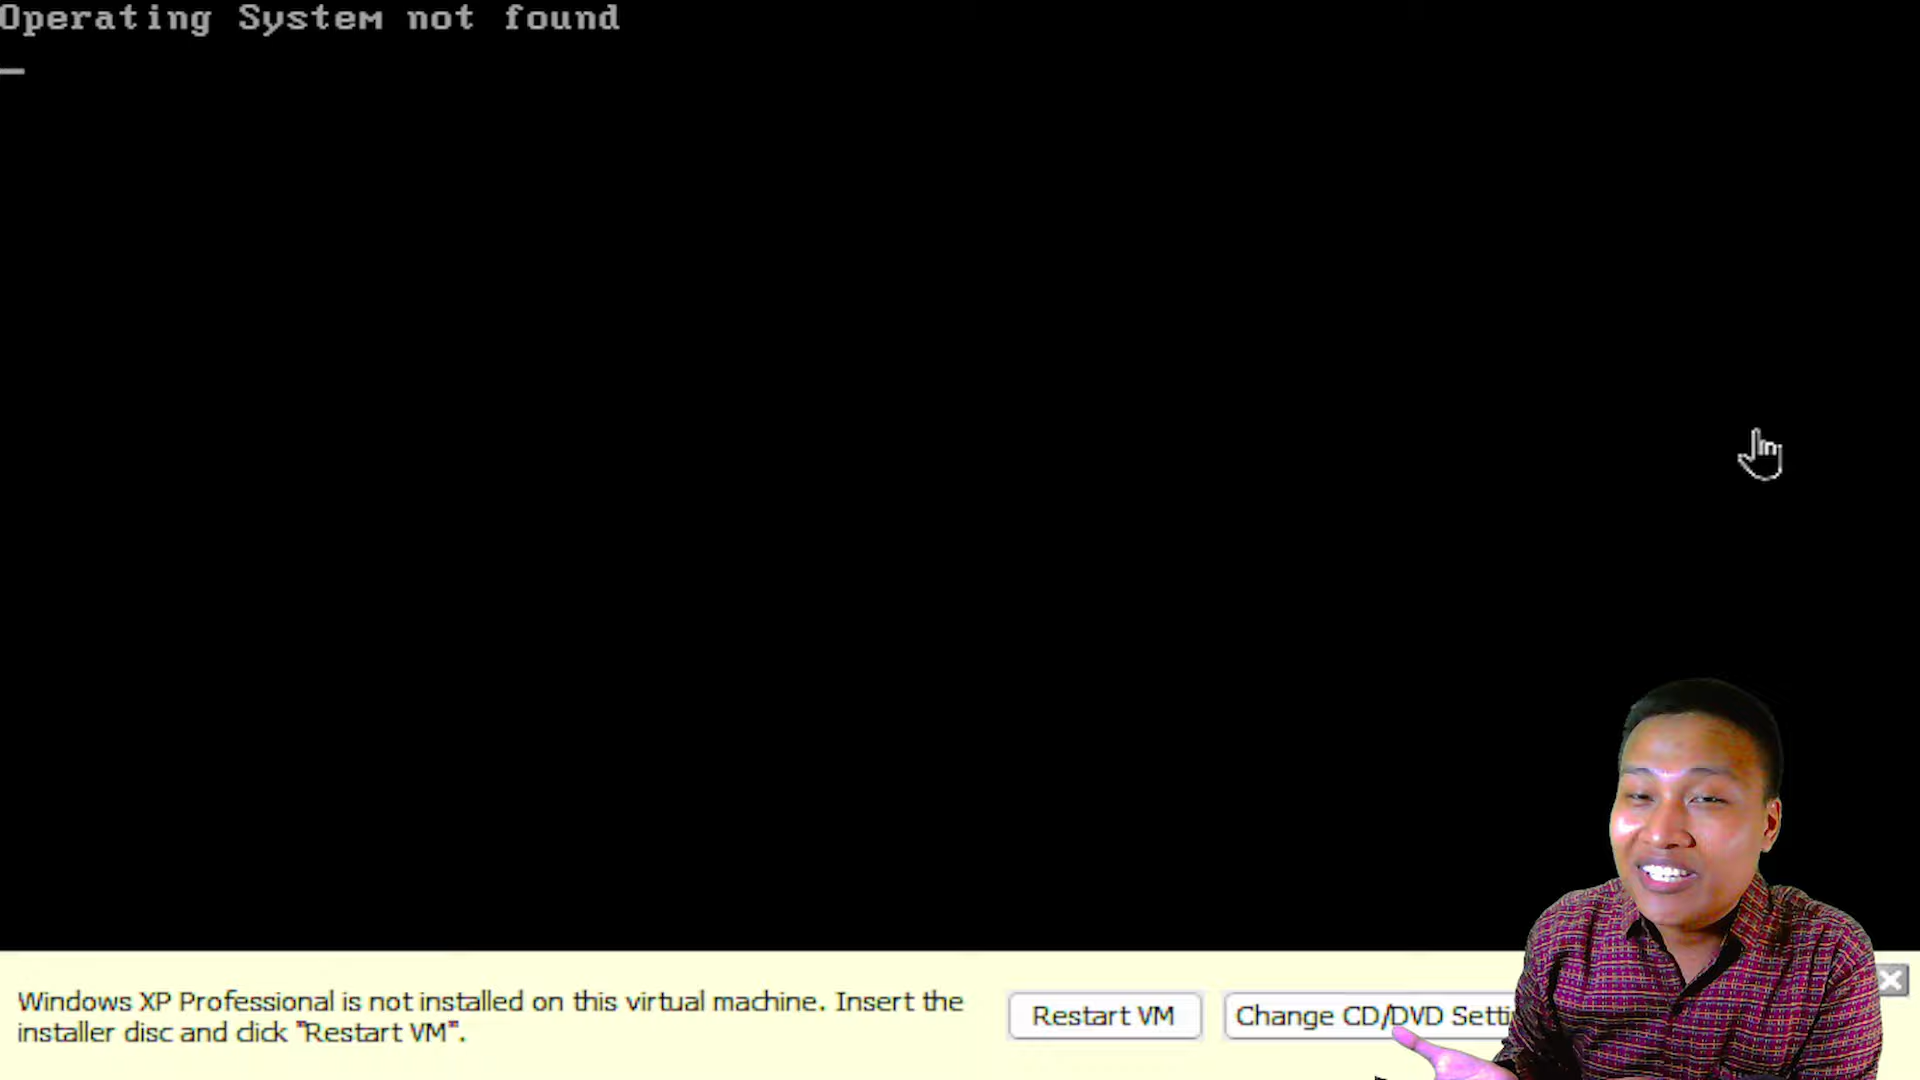 Operating System not found
Windows XP Professional is not installed on this virtual machine. Insert the
installer disc and click "Restart VM".
Restart VM
Change CD/DVD